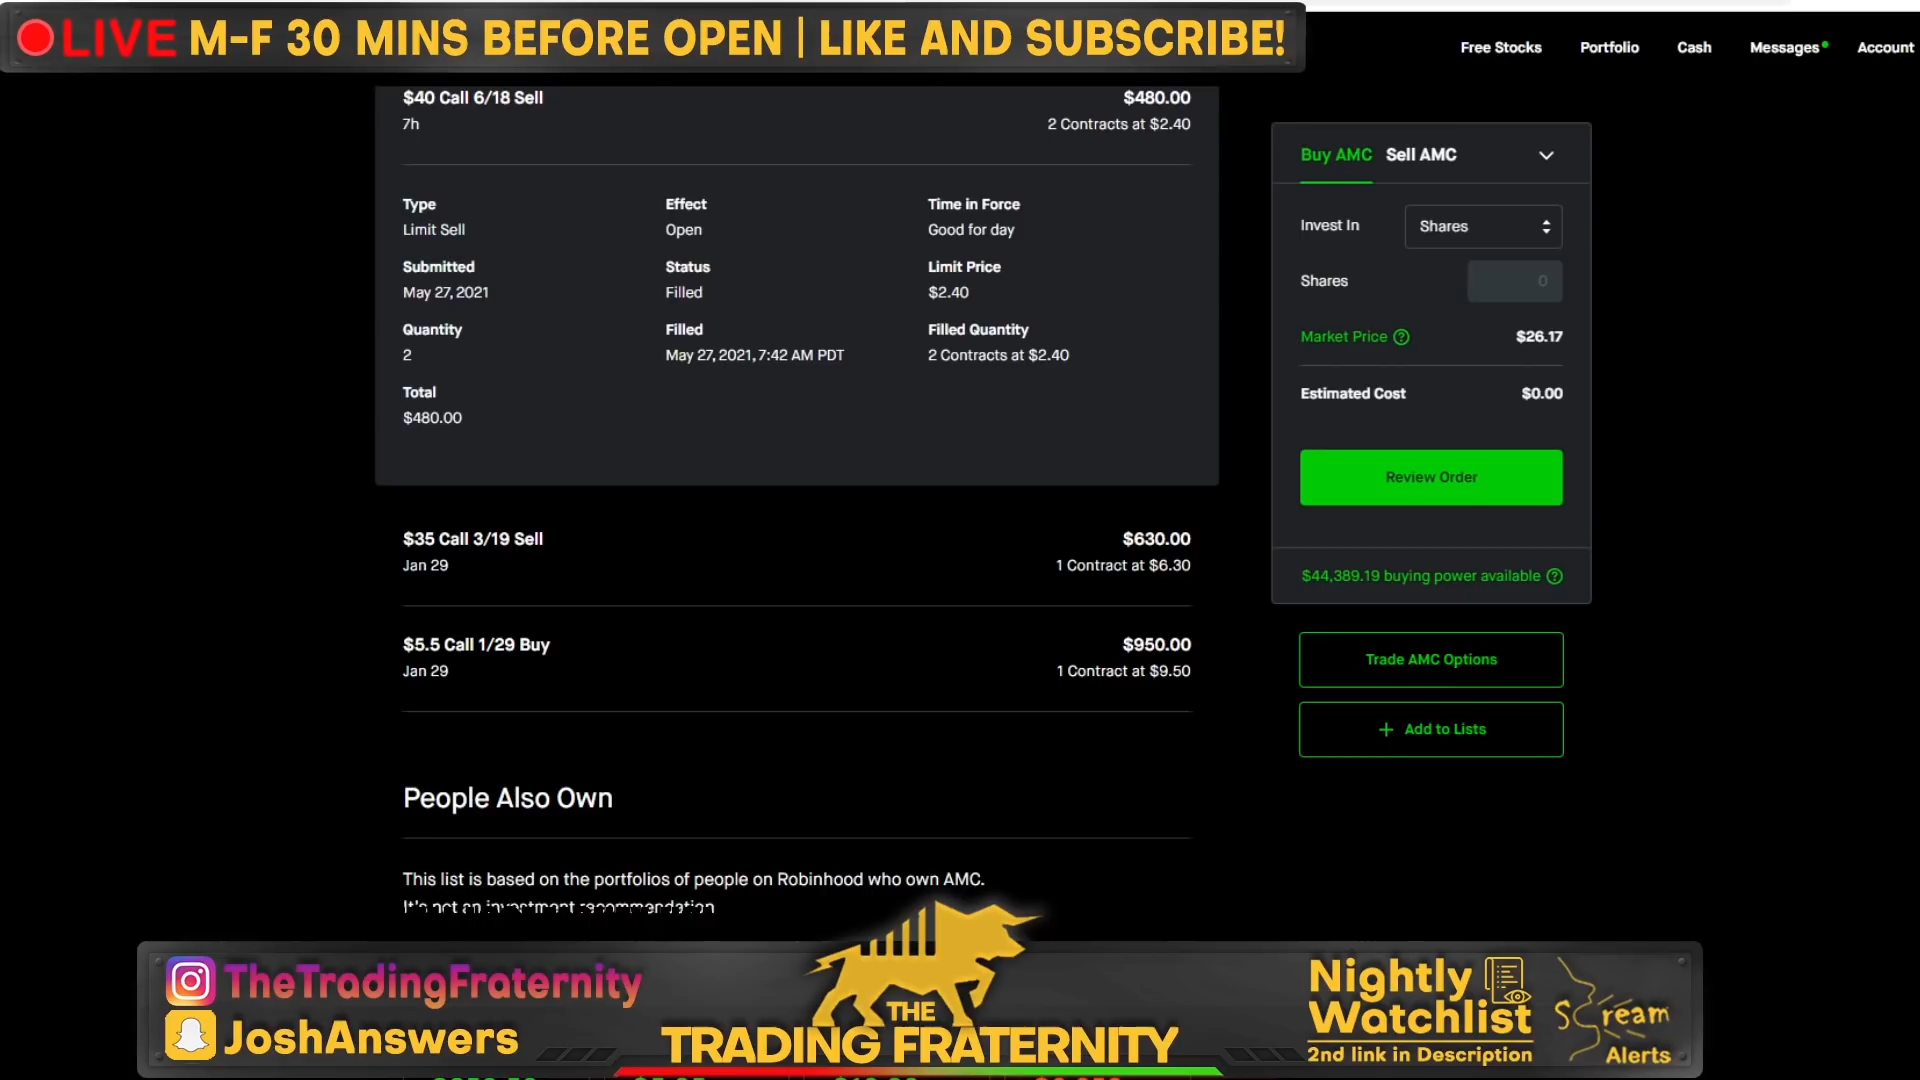 LIVE M-F 30 MINS BEFORE OPEN | LIKE AND SUBSCRIBE!
Free Stocks Portfolio Cash Messages Account
$40 Call 6/18 Sell $480.00
7h 2 Contracts at $2.40
Type Effect Time in Force
Limit Sell Open Good for day
Submitted Status Limit Price
May 27, 2021 Filled $2.40
Quantity Filled Filled Quantity
2 May 27, 2021, 7:42 AM PDT 2 Contracts at $2.40
Total
$480.00
$35 Call 3/19 Sell $630.00
Jan 29 1 Contract at $6.30
$5.5 Call 1/29 Buy $950.00
Jan 29 1 Contract at $9.50
People Also Own
This list is based on the portfolios of people on Robinhood who own AMC.
It's not an investment recommendation
Buy AMC Sell AMC
Invest In Shares
Shares 0
Market Price $26.17
Estimated Cost $0.00
Review Order
$44,389.19 buying power available
Trade AMC Options
+ Add to Lists
TheTradingFraternity
JoshAnswers
THE
TRADING FRATERNITY
Nightly
Watchlist
2nd link in Description
Scream
Alerts